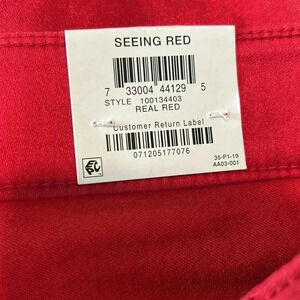 SEEING RED
7 33004 44129 5
STYLE 100134403
REAL RED
Customer Return Label
071205177076
35-P1-19
AA03-001